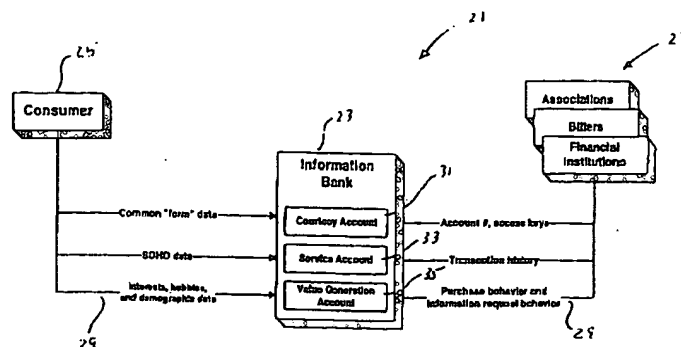 21
25
2
Consumer
Associations
Billers
Financial
Institutions
23
Information
Bank
31
Common "form" data
Courtesy Account
Account #, access keys
33
SOHO data
Service Account
Transaction history
35
Interests, hobbies,
and demographic data
Value Generation
Account
Purchase behavior and
information request behavior
29
29